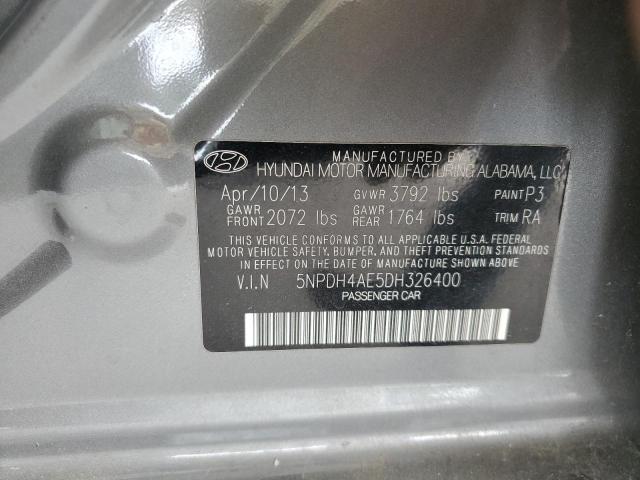 MANUFACTURED BY
HYUNDAI MOTOR MANUFACTURING ALABAMA, LLC
Apr/10/13 GVWR 3792 lbs PAINT P3
GAWR FRONT 2072 lbs GAWR REAR 1764 lbs TRIM RA
THIS VEHICLE CONFORMS TO ALL APPLICABLE U.S.A. FEDERAL
MOTOR VEHICLE SAFETY, BUMPER, AND THEFT PREVENTION STANDARDS
IN EFFECT ON THE DATE OF MANUFACTURE SHOWN ABOVE.
V.I.N 5NPDH4AE5DH326400
PASSENGER CAR